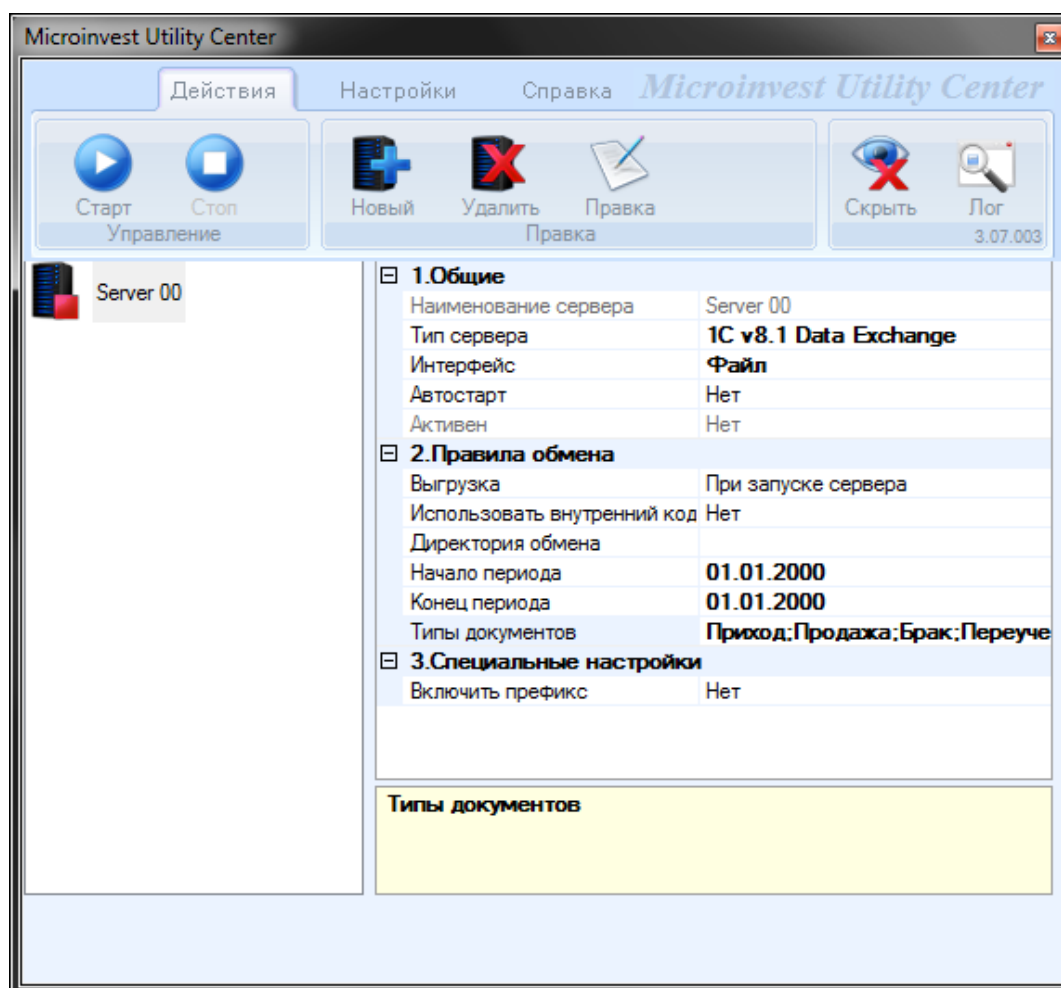 Microinvest Utility Center
Действия Настройки Справка Microinvest Utility Center
Старт Стоп Новый Удалить Правка Скрыть Лог
Управление Правка 3.07.003
Server 00
1.Общие
Наименование сервера Server 00
Тип сервера 1C v8.1 Data Exchange
Интерфейс Файл
Автостарт Нет
Активен Нет
2.Правила обмена
Выгрузка При запуске сервера
Использовать внутренний код Нет
Директория обмена
Начало периода 01.01.2000
Конец периода 01.01.2000
Типы документов Приход;Продажа;Брак;Переуче
3.Специальные настройки
Включить префикс Нет
Типы документов